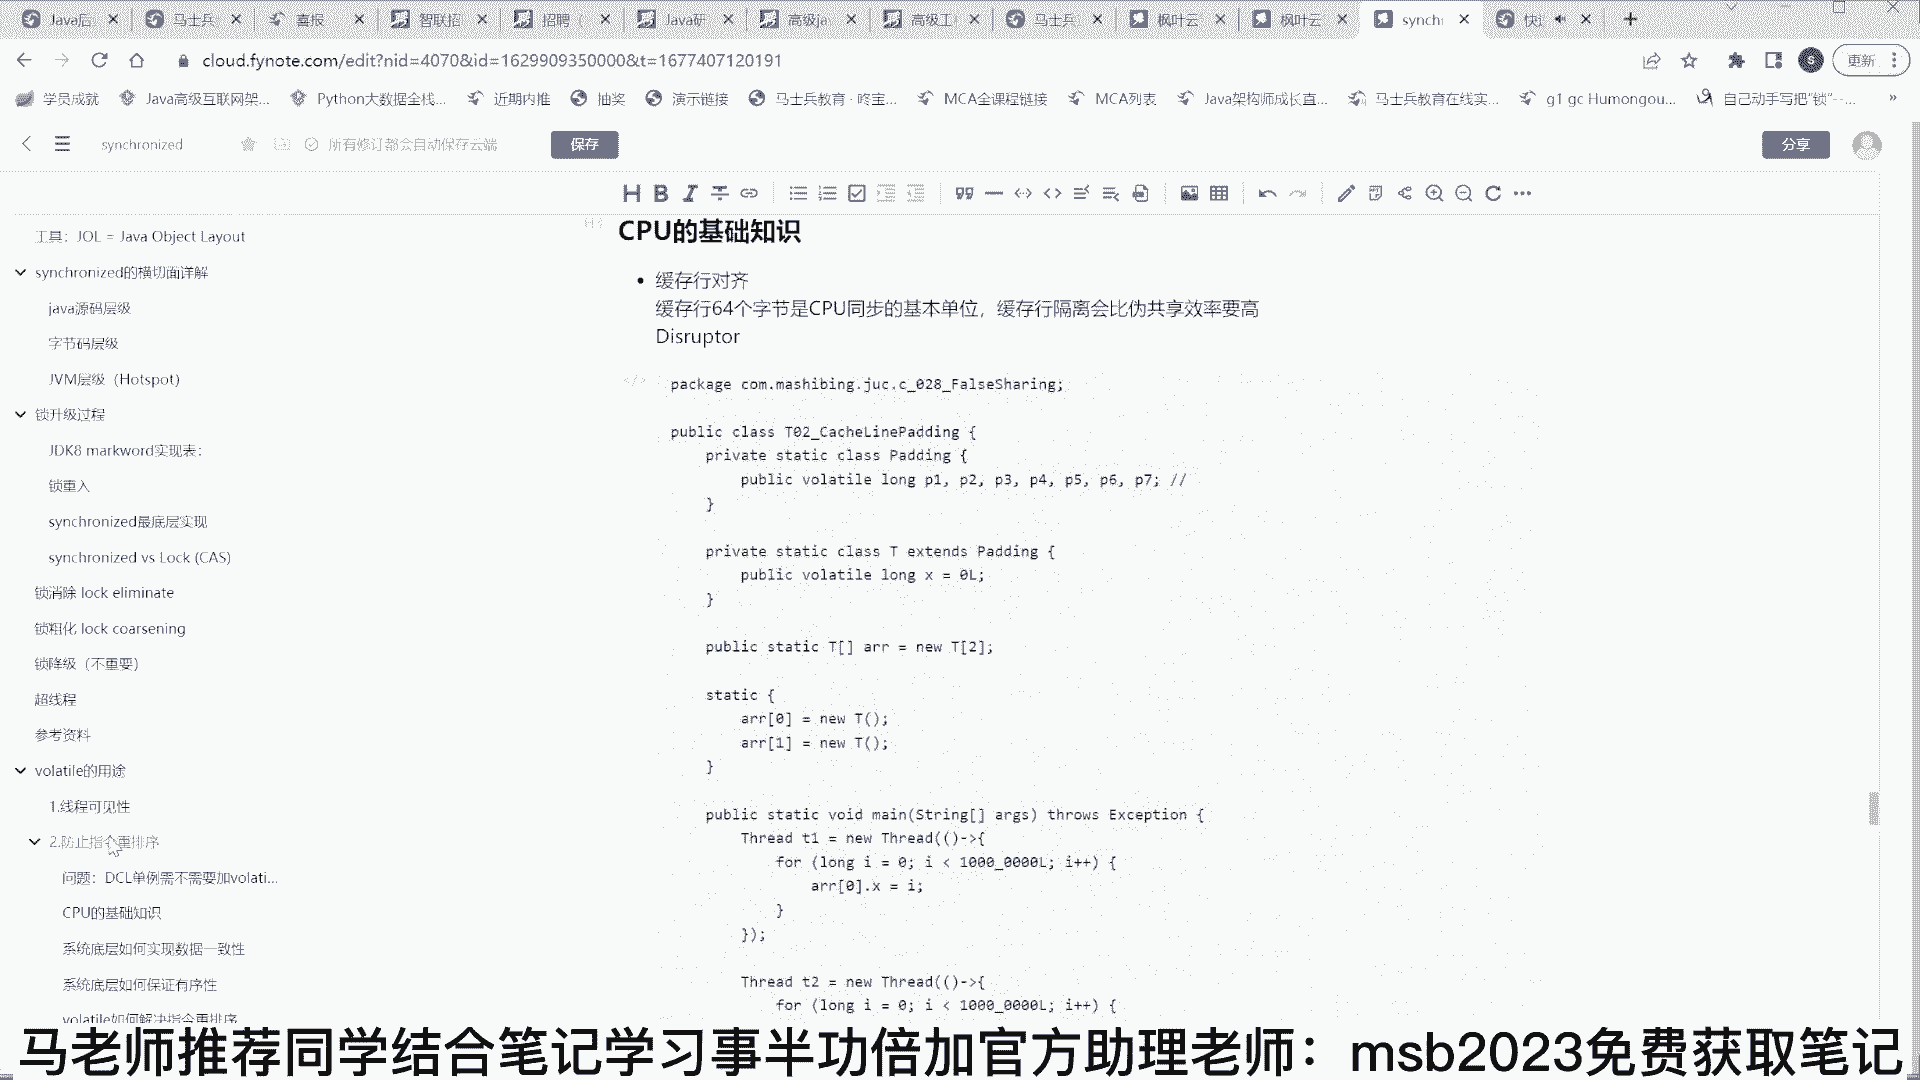 Java后
马士兵
喜报
智联招
招聘（
Java研
高级ja
高级工
马士兵
枫叶云
枫叶云
synchr
cloud.fynote.com/edit?nid=4070&id=1629909350000&t=1677407120191
更新
学员成就
Java高级互联网架...
Python大数据全栈...
近期内推
抽奖
演示链接
马士兵教育 · 咚宝...
MCA全课程链接
MCA列表
Java架构师成长直...
马士兵教育在线实...
g1 gc Humongou...
自己动手写把"锁"--...
synchronized
所有修订都会自动保存云端
保存
分享
工具：JOL = Java Object Layout
synchronized的横切面详解
java源码层级
字节码层级
JVM层级（Hotspot）
锁升级过程
JDK8 markword实现表：
锁重入
synchronized最底层实现
synchronized vs Lock (CAS)
锁消除 lock eliminate
锁粗化 lock coarsening
锁降级（不重要）
超线程
参考资料
volatile的用途
1.线程可见性
2.防止指令重排序
问题：DCL单例需不需要加volati...
CPU的基础知识
系统底层如何实现数据一致性
系统底层如何保证有序性
volatile如何解决指令重排序
CPU的基础知识
缓存行对齐
缓存行64个字节是CPU同步的基本单位，缓存行隔离会比伪共享效率要高
Disruptor
package com.mashibing.juc.c_028_FalseSharing;
public class T02_CacheLinePadding {
private static class Padding {
public volatile long p1, p2, p3, p4, p5, p6, p7; //
}
private static class T extends Padding {
public volatile long x = 0L;
}
public static T[] arr = new T[2];
static {
arr[0] = new T();
arr[1] = new T();
}
public static void main(String[] args) throws Exception {
Thread t1 = new Thread(()->{
for (long i = 0; i < 1000_0000L; i++) {
arr[0].x = i;
}
});
Thread t2 = new Thread(()->{
for (long i = 0; i < 1000_0000L; i++) {
马老师推荐同学结合笔记学习事半功倍加官方助理老师：msb2023免费获取笔记